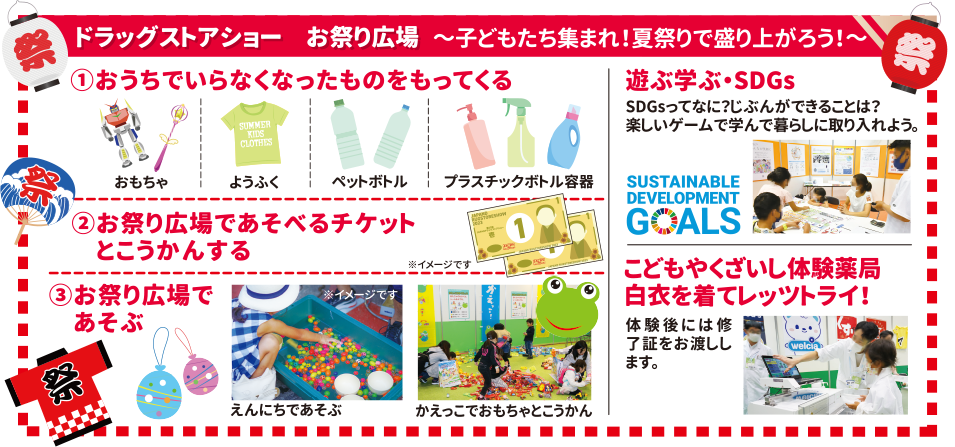 祭
ドラッグストアショー お祭り広場 ～子どもたち集まれ！夏祭りで盛り上がろう！～
祭
①おうちでいらなくなったものをもってくる
SUMMER
KIDS
CLOTHES
おもちゃ
ようふく
ペットボトル
プラスチックボトル容器
祭
②お祭り広場であそべるチケット
とこうかんする
1
1
※イメージです
③お祭り広場で
あそぶ
祭
※イメージです
えんにちであそぶ
かえっこでおもちゃとこうかん
遊ぶ学ぶ・SDGs
SDGsってなに？じぶんができることは？
楽しいゲームで学んで暮らしに取り入れよう。
SUSTAINABLE
DEVELOPMENT
GOALS
こどもやくざいし体験薬局
白衣を着てレッツトライ！
体験後には修
了証をお渡しし
ます。
welcia